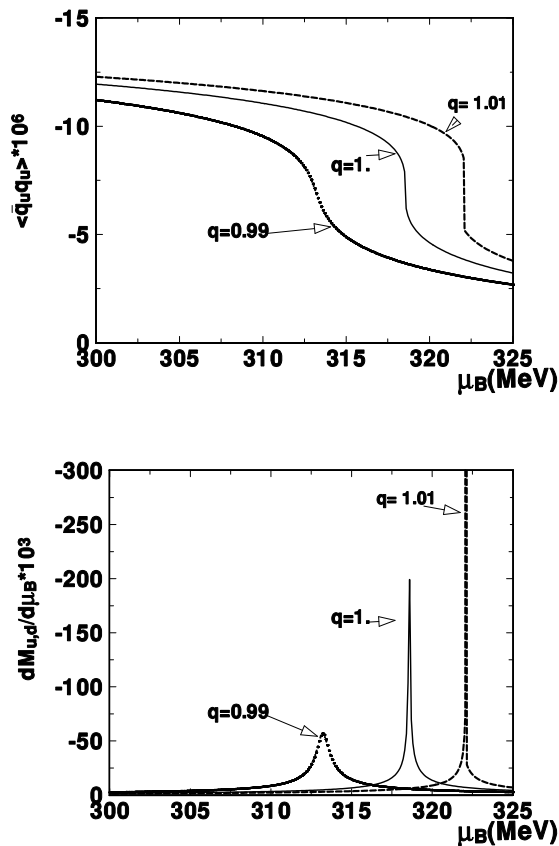 <q̄ᵤqᵤ>*10⁶
-15
-10
-5
0
q= 1.01
q=1.
q=0.99
300 305 310 315 320 325
μB(MeV)
dMu,d/dμB*10³
-300
-250
-200
-150
-100
-50
0
q= 1.01
q=1.
q=0.99
300 305 310 315 320 325
μB(MeV)